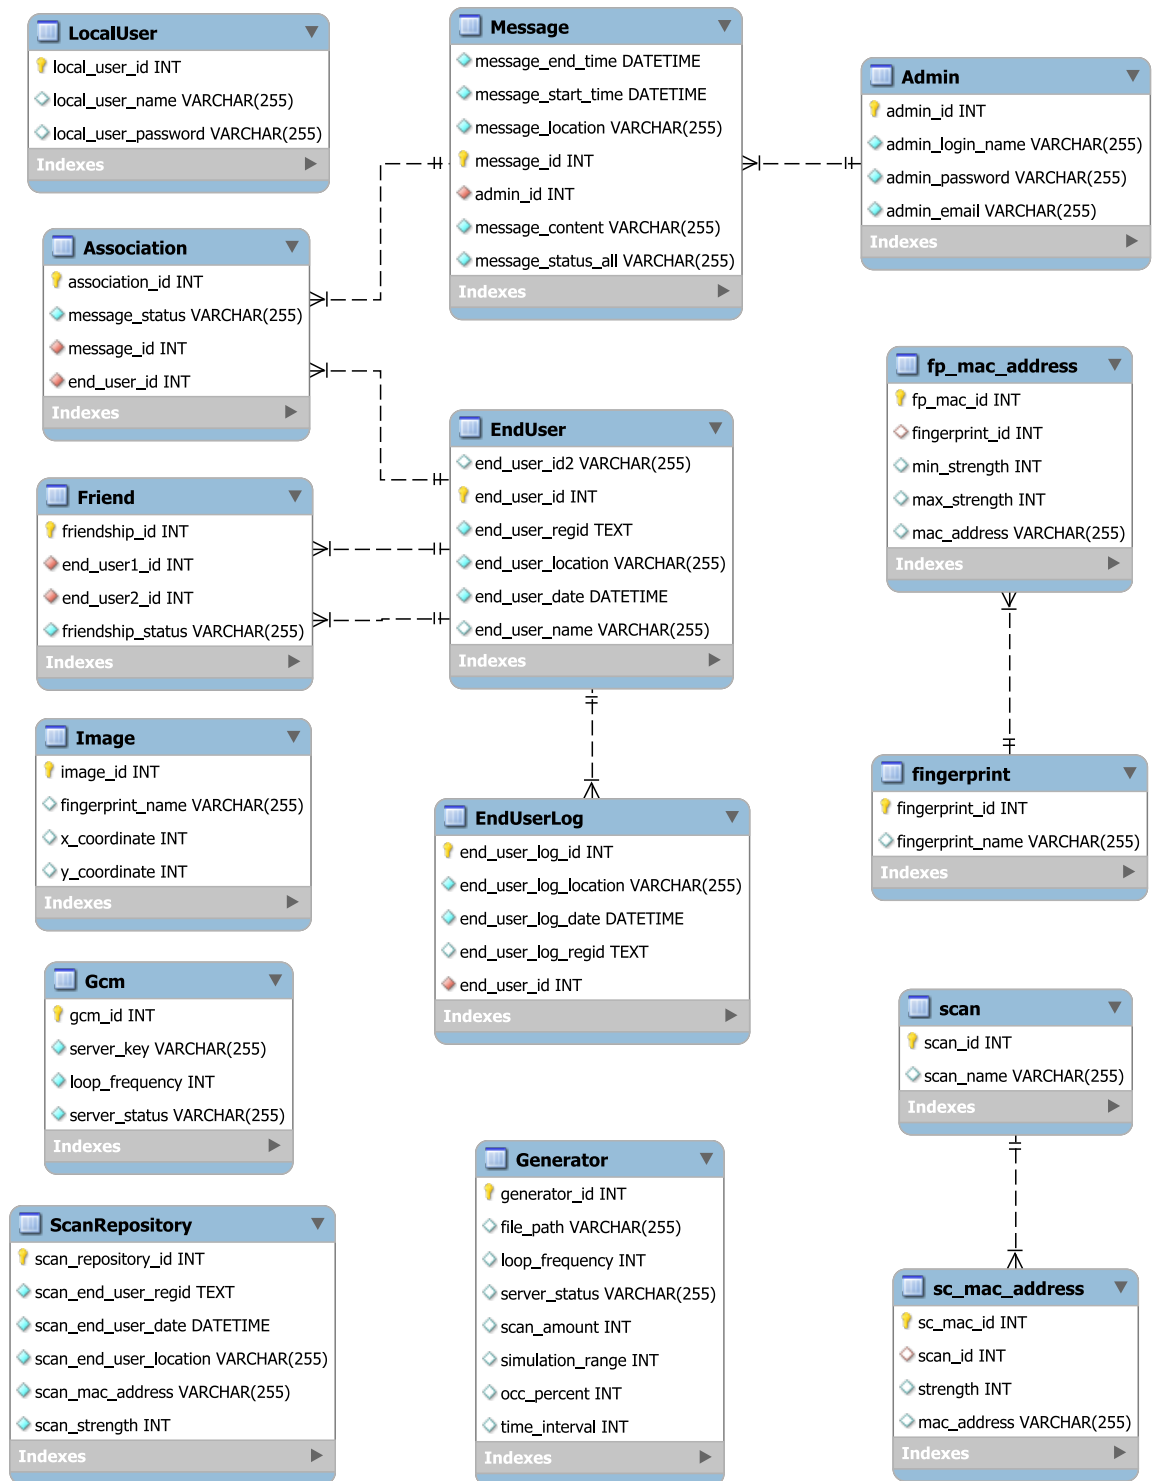 LocalUser
local_user_id INT
local_user_name VARCHAR(255)
local_user_password VARCHAR(255)
Indexes
Message
message_end_time DATETIME
message_start_time DATETIME
message_location VARCHAR(255)
message_id INT
admin_id INT
message_content VARCHAR(255)
message_status_all VARCHAR(255)
Indexes
Admin
admin_id INT
admin_login_name VARCHAR(255)
admin_password VARCHAR(255)
admin_email VARCHAR(255)
Indexes
Association
association_id INT
message_status VARCHAR(255)
message_id INT
end_user_id INT
Indexes
fp_mac_address
fp_mac_id INT
fingerprint_id INT
min_strength INT
max_strength INT
mac_address VARCHAR(255)
Indexes
EndUser
end_user_id2 VARCHAR(255)
end_user_id INT
end_user_regid TEXT
end_user_location VARCHAR(255)
end_user_date DATETIME
end_user_name VARCHAR(255)
Indexes
Friend
friendship_id INT
end_user1_id INT
end_user2_id INT
friendship_status VARCHAR(255)
Indexes
Image
image_id INT
fingerprint_name VARCHAR(255)
x_coordinate INT
y_coordinate INT
Indexes
EndUserLog
end_user_log_id INT
end_user_log_location VARCHAR(255)
end_user_log_date DATETIME
end_user_log_regid TEXT
end_user_id INT
Indexes
fingerprint
fingerprint_id INT
fingerprint_name VARCHAR(255)
Indexes
Gcm
gcm_id INT
server_key VARCHAR(255)
loop_frequency INT
server_status VARCHAR(255)
Indexes
scan
scan_id INT
scan_name VARCHAR(255)
Indexes
Generator
generator_id INT
file_path VARCHAR(255)
loop_frequency INT
server_status VARCHAR(255)
scan_amount INT
simulation_range INT
occ_percent INT
time_interval INT
Indexes
ScanRepository
scan_repository_id INT
scan_end_user_regid TEXT
scan_end_user_date DATETIME
scan_end_user_location VARCHAR(255)
scan_mac_address VARCHAR(255)
scan_strength INT
Indexes
sc_mac_address
sc_mac_id INT
scan_id INT
strength INT
mac_address VARCHAR(255)
Indexes